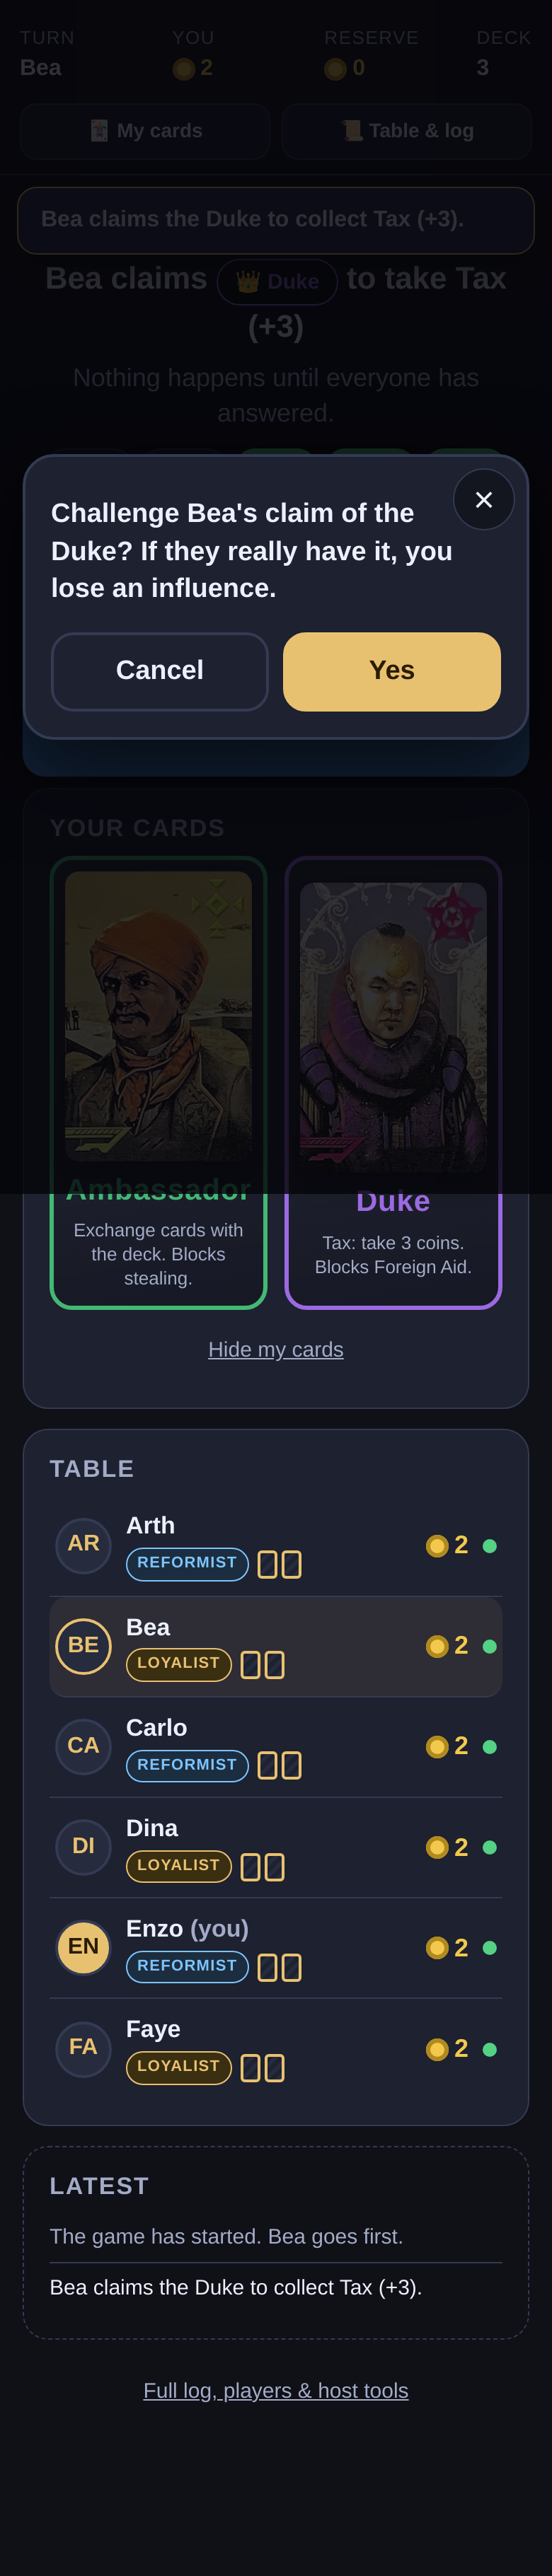 TURN YOU RESERVE DECK
Bea 2 0 3
My cards Table & log
Bea claims the Duke to collect Tax (+3).
Bea claims Duke to take Tax
(+3)
Nothing happens until everyone has
answered.
Challenge Bea's claim of the
Duke? If they really have it, you
lose an influence.
Cancel Yes
YOUR CARDS
Ambassador Duke
Exchange cards with
the deck. Blocks
stealing.
Tax: take 3 coins.
Blocks Foreign Aid.
Hide my cards
TABLE
AR Arth 2
REFORMIST
BE Bea 2
LOYALIST
CA Carlo 2
REFORMIST
DI Dina 2
LOYALIST
EN Enzo (you) 2
REFORMIST
FA Faye 2
LOYALIST
LATEST
The game has started. Bea goes first.
Bea claims the Duke to collect Tax (+3).
Full log, players & host tools